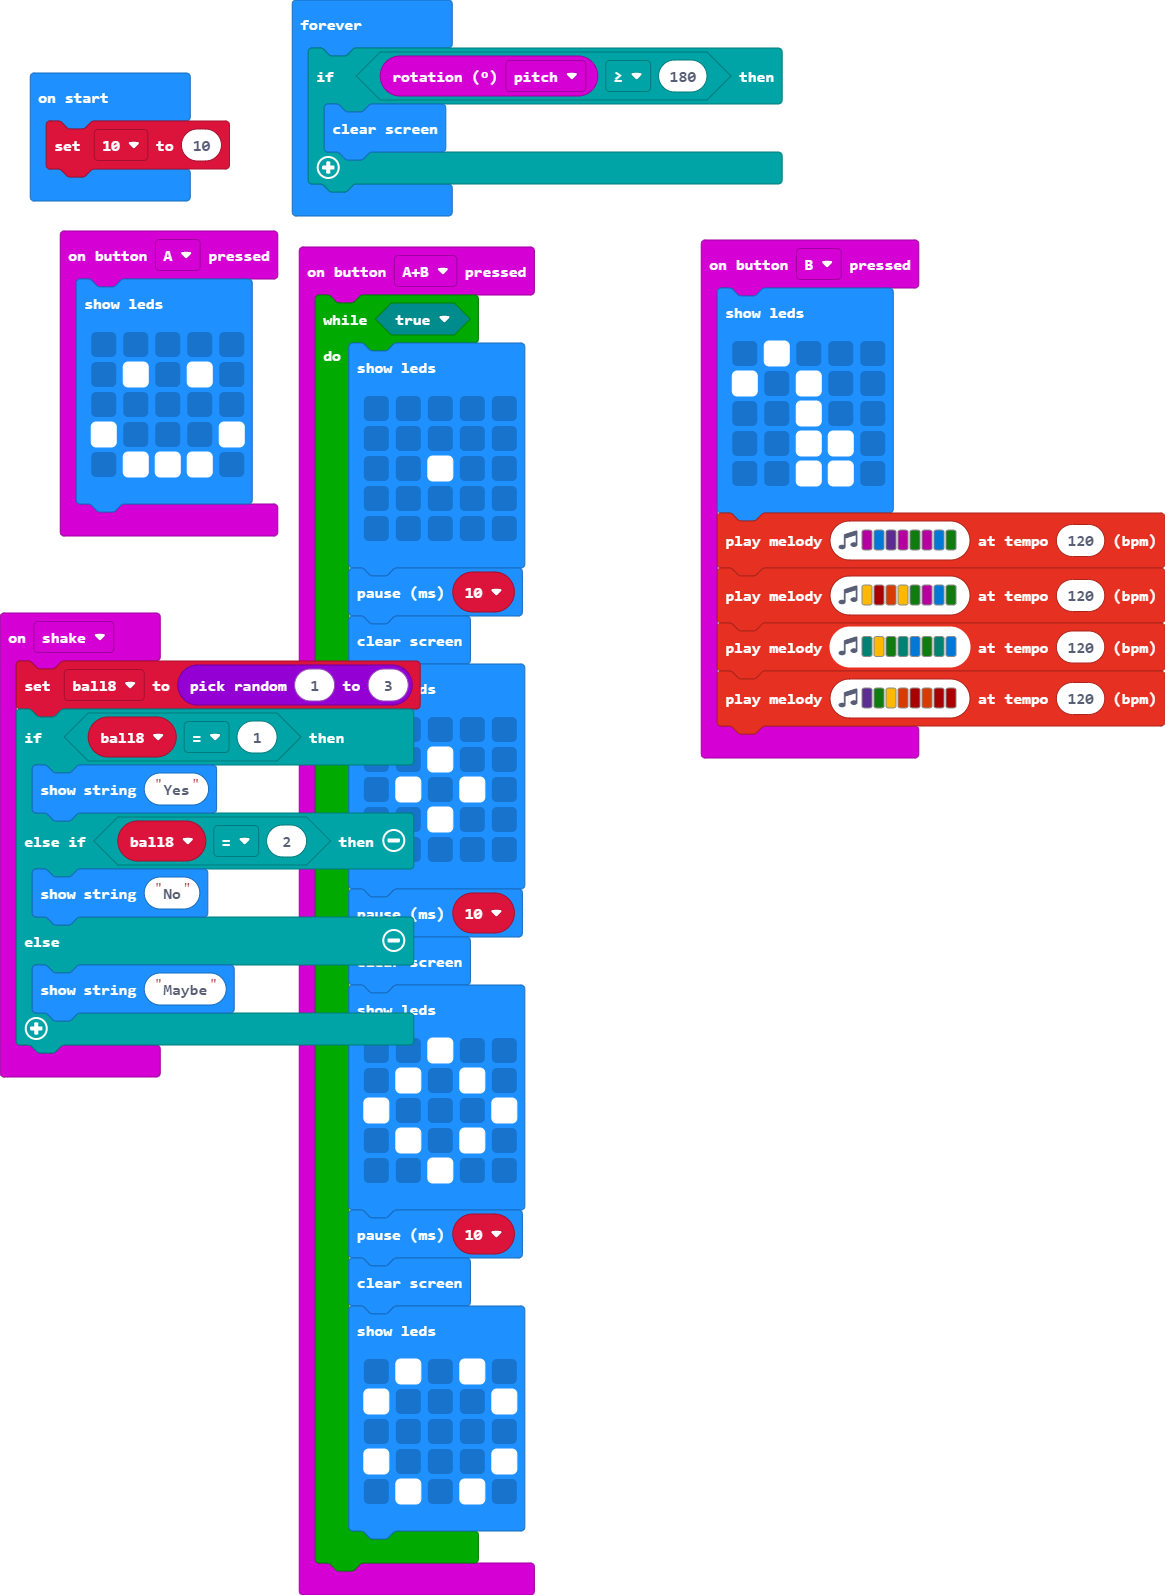 forever
if rotation (º) pitch ≥ 180 then
clear screen
on start
set 10 to 10
on button A pressed
show leds
on button A+B pressed
while true
do
show leds
pause (ms) 10
clear screen
ds
pause (ms) 10
clear screen
show leds
pause (ms) 10
clear screen
show leds
on button B pressed
show leds
play melody at tempo 120 (bpm)
play melody at tempo 120 (bpm)
play melody at tempo 120 (bpm)
play melody at tempo 120 (bpm)
on shake
set ball8 to pick random 1 to 3
if ball8 = 1 then
show string "Yes"
else if ball8 = 2 then
show string "No"
else
show string "Maybe"